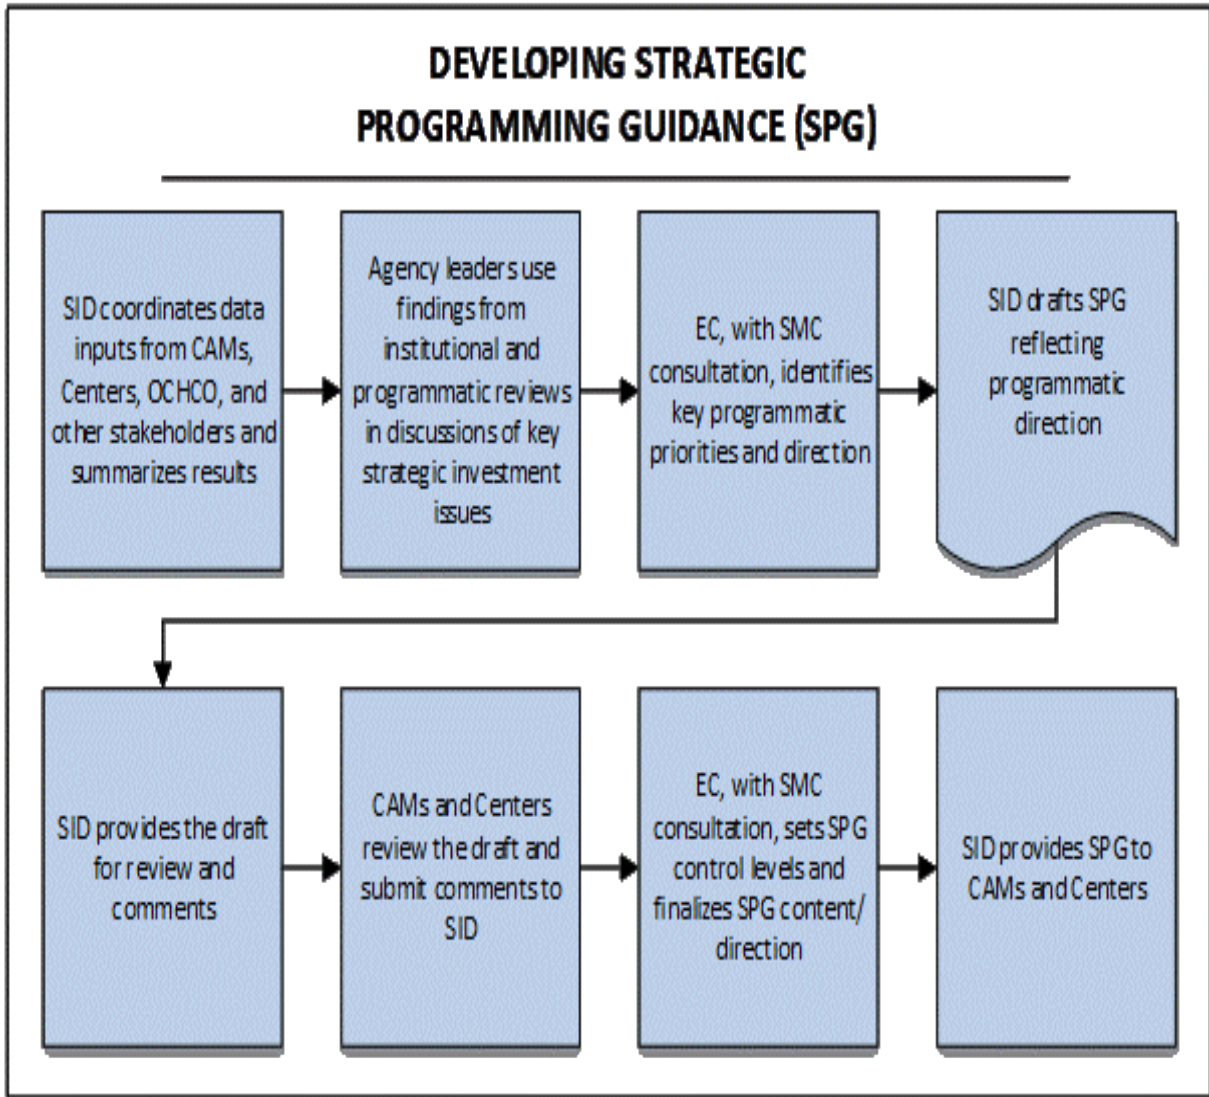 DEVELOPING STRATEGIC
PROGRAMMING GUIDANCE (SPG)
SID coordinates data
inputs from CAMs,
Centers, OCHCO, and
other stakeholders and
summarizes results
Agency leaders use
findings from
institutional and
programmatic reviews
in discussions of key
strategic investment
issues
EC, with SMC
consultation, identifies
key programmatic
priorities and direction
SID drafts SPG
reflecting
programmatic
direction
SID provides the draft
for review and
comments
CAMs and Centers
review the draft and
submit comments to
SID
EC, with SMC
consultation, sets SPG
control levels and
finalizes SPG content/
direction
SID provides SPG to
CAMs and Centers